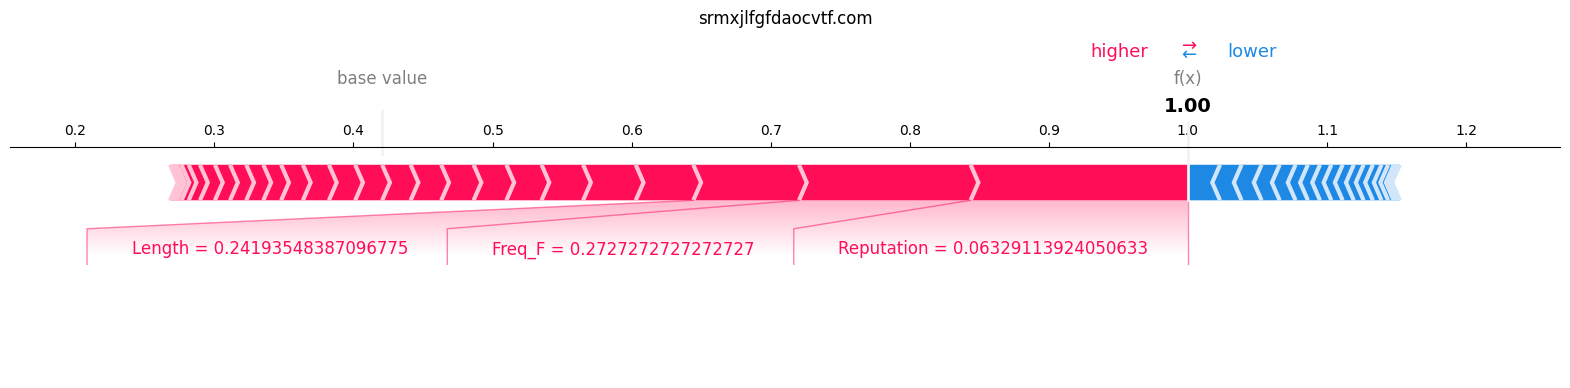 srmxjlfgfdaocvtf.com
higher → ← lower
base value f(x)
1.00
0.2 0.3 0.4 0.5 0.6 0.7 0.8 0.9 1.0 1.1 1.2
Length = 0.24193548387096775 Freq_F = 0.2727272727272727 Reputation = 0.06329113924050633